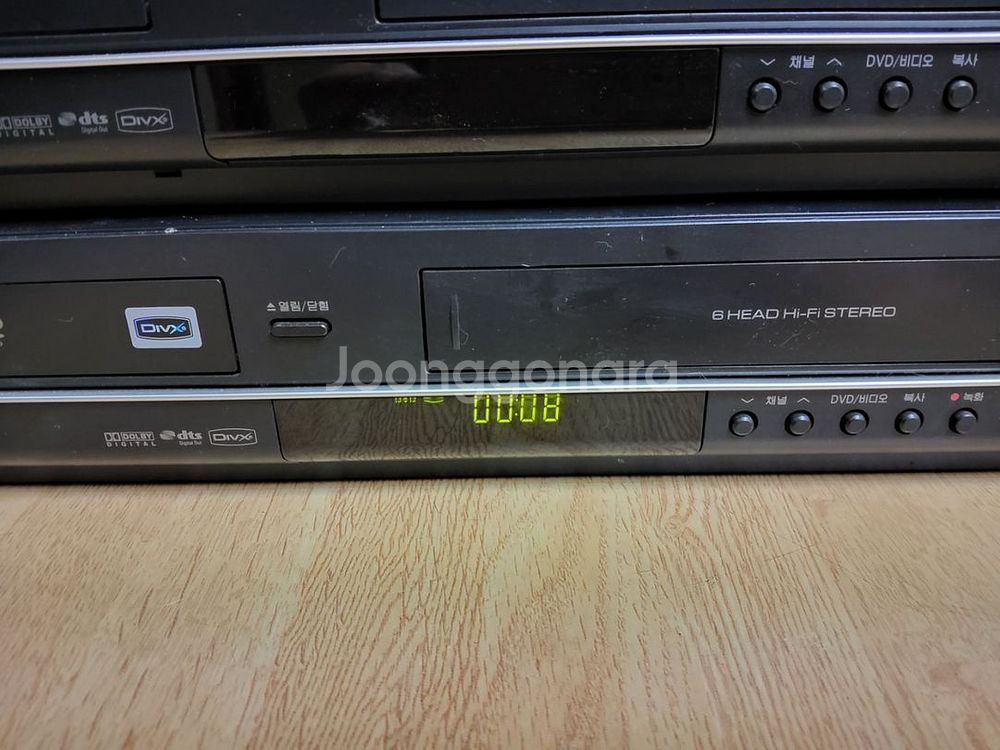 채널 DVD/비디오 복사
DOLBY DIGITAL dts Digital Out DIVX
열림/닫힘
DIVX
6 HEAD Hi-Fi STEREO
Joonggonara
00:08
채널 DVD/비디오 복사 녹화
DOLBY DIGITAL dts Digital Out DIVX